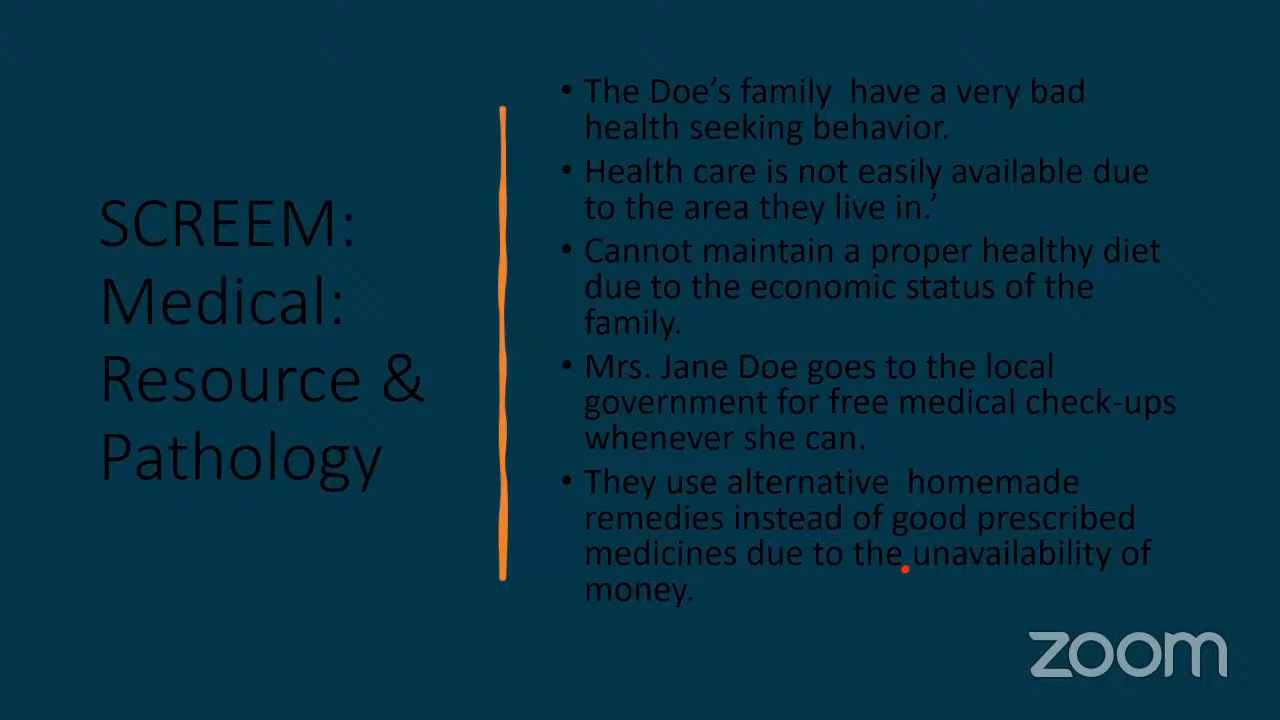 SCREEM:
Medical:
Resource &
Pathology
• The Doe’s family  have a very bad
health seeking behavior.
• Health care is not easily available due
to the area they live in.’
• Cannot maintain a proper healthy diet
due to the economic status of the
family.
• Mrs. Jane Doe goes to the local
government for free medical check-ups
whenever she can.
• They use alternative  homemade
remedies instead of good prescribed
medicines due to the unavailability of
money.
zoom